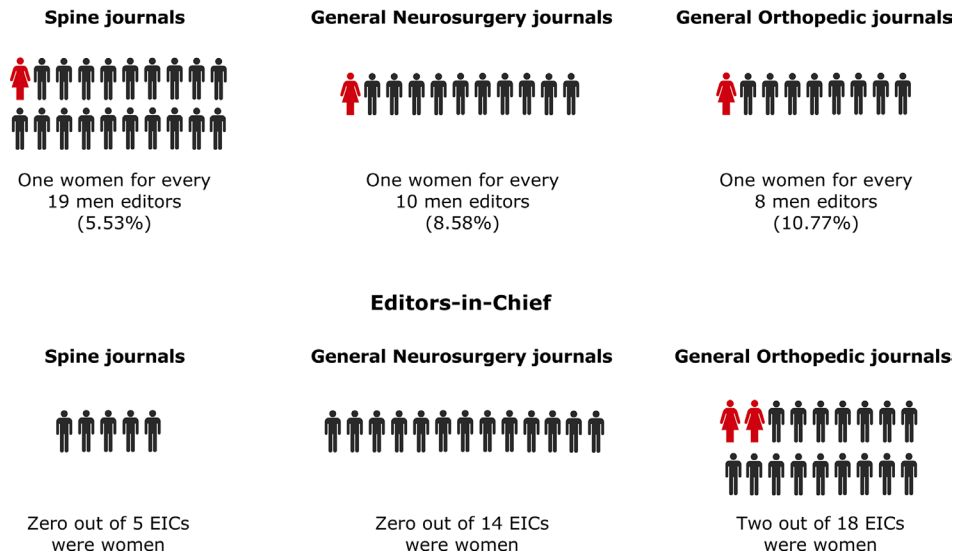 Spine journals
General Neurosurgery journals
General Orthopedic journals
One women for every
19 men editors
(5.53%)
One women for every
10 men editors
(8.58%)
One women for every
8 men editors
(10.77%)
Editors-in-Chief
Spine journals
General Neurosurgery journals
General Orthopedic journals
Zero out of 5 EICs
were women
Zero out of 14 EICs
were women
Two out of 18 EICs
were women